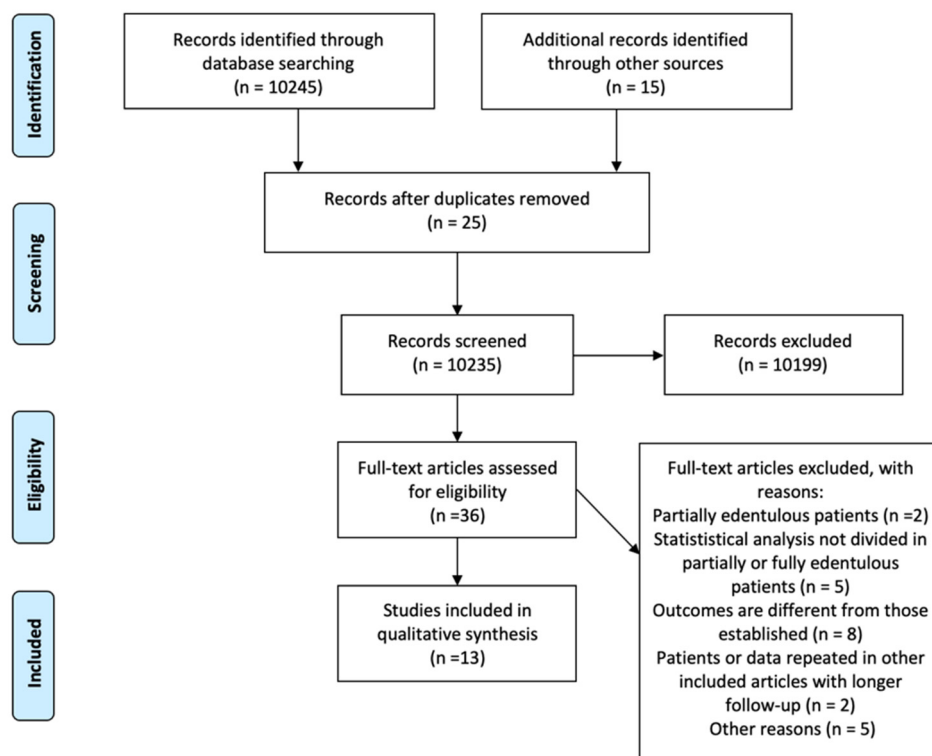 Identification
Records identified through
database searching
(n = 10245)
Additional records identified
through other sources
(n = 15)
Records after duplicates removed
(n = 25)
Screening
Records screened
(n = 10235)
Records excluded
(n = 10199)
Eligibility
Full-text articles assessed
for eligibility
(n =36)
Full-text articles excluded, with
reasons:
Partially edentulous patients (n =2)
Statististical analysis not divided in
partially or fully edentulous
patients (n = 5)
Outcomes are different from those
established (n = 8)
Patients or data repeated in other
included articles with longer
follow-up (n = 2)
Other reasons (n = 5)
Included
Studies included in
qualitative synthesis
(n =13)